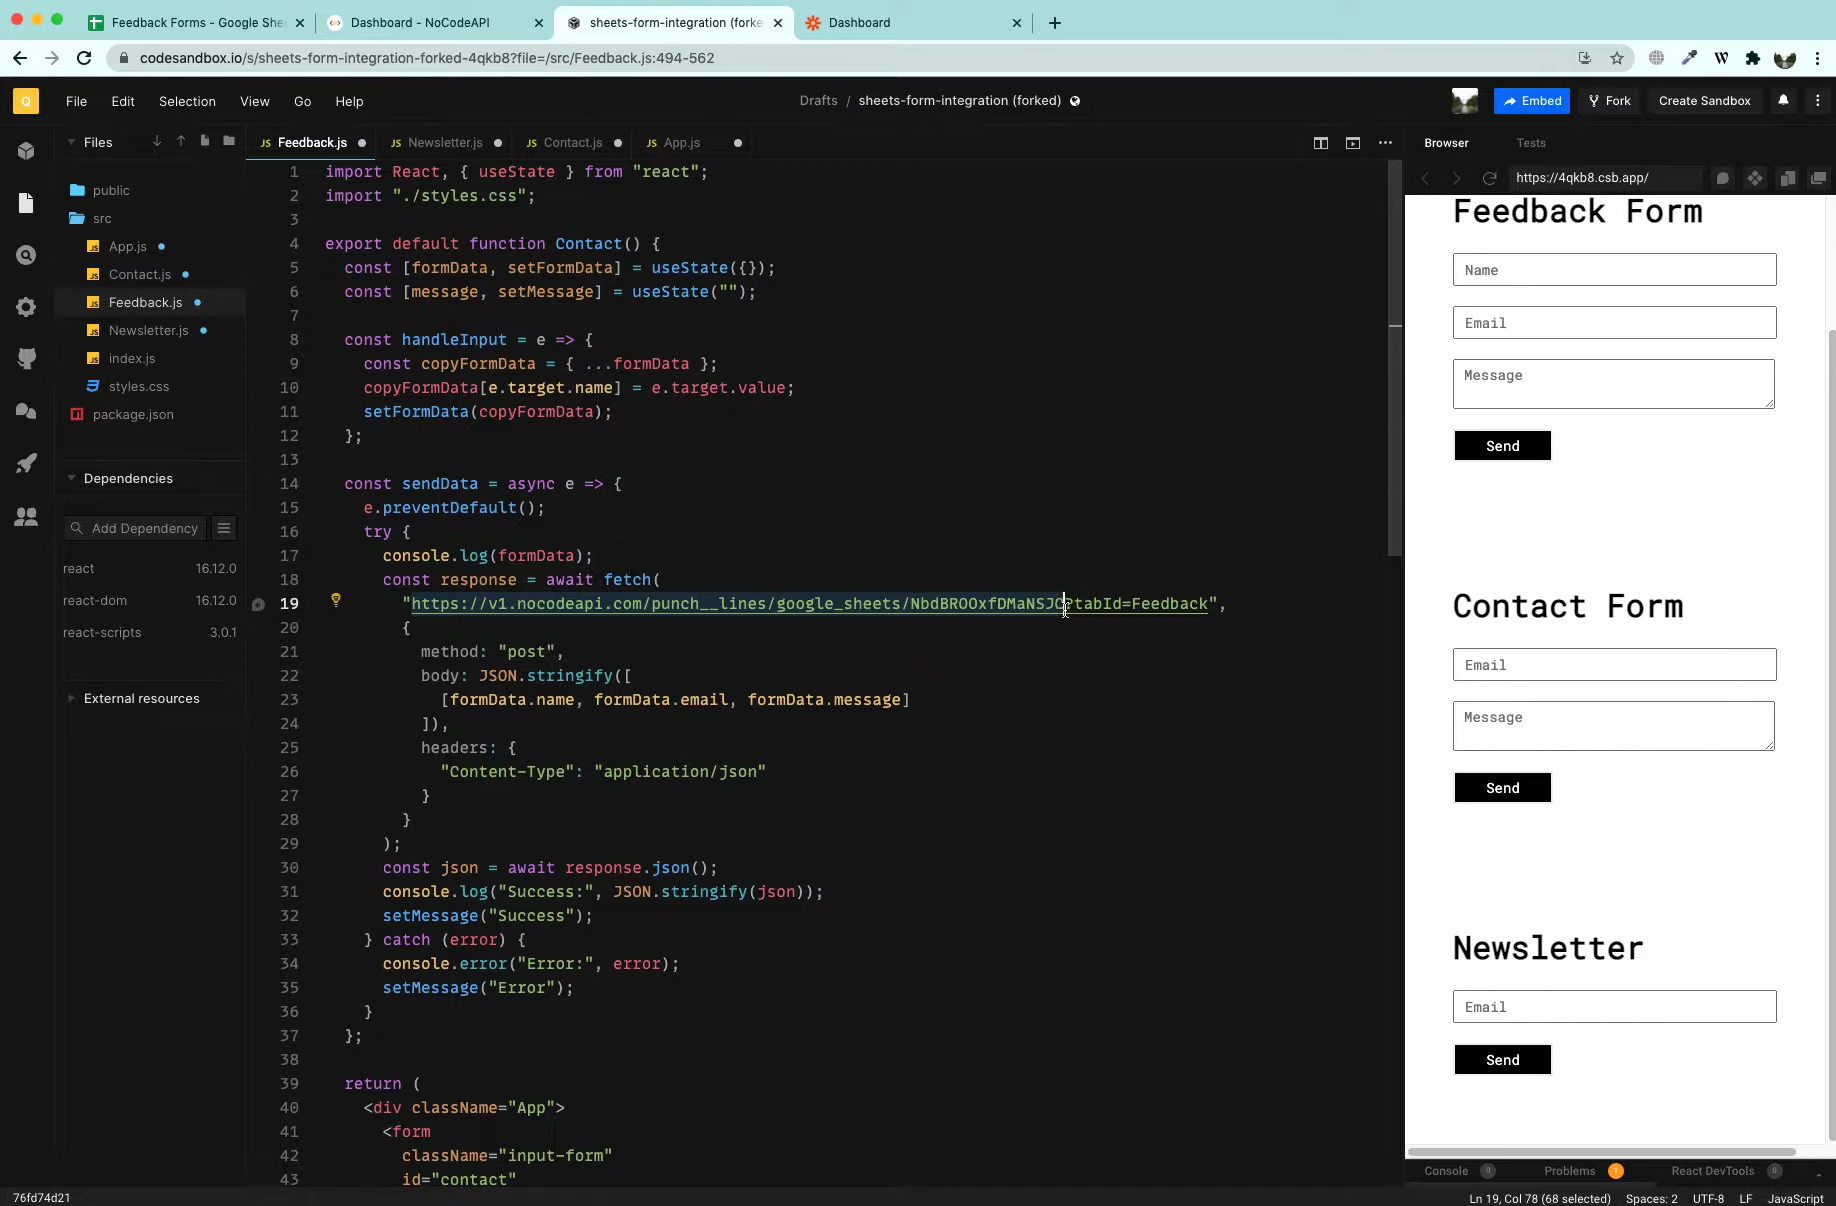 Feedback Forms - Google She
Dashboard - NoCodeAPI
sheets-form-integration (forke
Dashboard
codesandbox.io/s/sheets-form-integration-forked-4qkb8?file=/src/Feedback.js:494-562
File Edit Selection View Go Help
Drafts / sheets-form-integration (forked)
Embed
Fork
Create Sandbox
Files
Feedback.js
Newsletter.js
Contact.js
App.js
public
src
App.js
Contact.js
Feedback.js
Newsletter.js
index.js
styles.css
package.json
Dependencies
Add Dependency
react 16.12.0
react-dom 16.12.0
react-scripts 3.0.1
External resources
1 import React, { useState } from "react";
2 import "./styles.css";
3
4 export default function Contact() {
5 const [formData, setFormData] = useState({});
6 const [message, setMessage] = useState("");
7
8 const handleInput = e => {
9 const copyFormData = { ...formData };
10 copyFormData[e.target.name] = e.target.value;
11 setFormData(copyFormData);
12 };
13
14 const sendData = async e => {
15 e.preventDefault();
16 try {
17 console.log(formData);
18 const response = await fetch(
19 "https://v1.nocodeapi.com/punch__lines/google_sheets/NbdBROOxfDMaNSJC?tabId=Feedback",
20 {
21 method: "post",
22 body: JSON.stringify([
23 [formData.name, formData.email, formData.message]
24 ]),
25 headers: {
26 "Content-Type": "application/json"
27 }
28 }
29 );
30 const json = await response.json();
31 console.log("Success:", JSON.stringify(json));
32 setMessage("Success");
33 } catch (error) {
34 console.error("Error:", error);
35 setMessage("Error");
36 }
37 };
38
39 return (
40 <div className="App">
41 <form
42 className="input-form"
43 id="contact"
Browser
Tests
https://4qkb8.csb.app/
Feedback Form
Name
Email
Message
Send
Contact Form
Email
Message
Send
Newsletter
Email
Send
Console 0
Problems 1
React DevTools 0
76fd74d21
Ln 19, Col 78 (68 selected) Spaces: 2 UTF-8 LF JavaScript